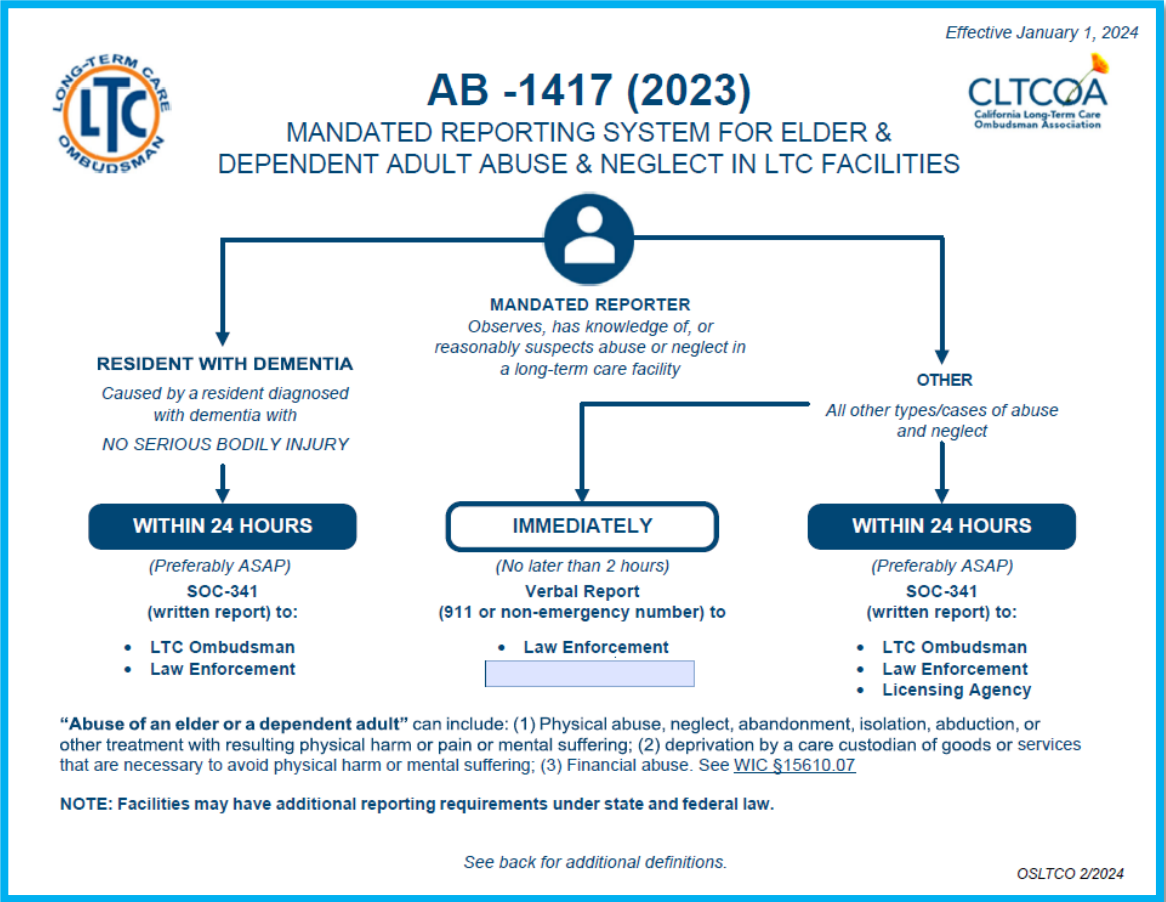 Effective January 1, 2024
LONG-TERM CARE
LTC
OMBUDSMAN
AB -1417 (2023)
MANDATED REPORTING SYSTEM FOR ELDER &
DEPENDENT ADULT ABUSE & NEGLECT IN LTC FACILITIES
CLTCOA
California Long-Term Care
Ombudsman Association
MANDATED REPORTER
Observes, has knowledge of, or
reasonably suspects abuse or neglect in
a long-term care facility
RESIDENT WITH DEMENTIA
Caused by a resident diagnosed
with dementia with
NO SERIOUS BODILY INJURY
OTHER
All other types/cases of abuse
and neglect
WITHIN 24 HOURS
(Preferably ASAP)
SOC-341
(written report) to:
• LTC Ombudsman
• Law Enforcement
IMMEDIATELY
(No later than 2 hours)
Verbal Report
(911 or non-emergency number) to
• Law Enforcement
WITHIN 24 HOURS
(Preferably ASAP)
SOC-341
(written report) to:
• LTC Ombudsman
• Law Enforcement
• Licensing Agency
“Abuse of an elder or a dependent adult” can include: (1) Physical abuse, neglect, abandonment, isolation, abduction, or
other treatment with resulting physical harm or pain or mental suffering; (2) deprivation by a care custodian of goods or services
that are necessary to avoid physical harm or mental suffering; (3) Financial abuse. See WIC §15610.07
NOTE: Facilities may have additional reporting requirements under state and federal law.
See back for additional definitions.
OSLTCO 2/2024